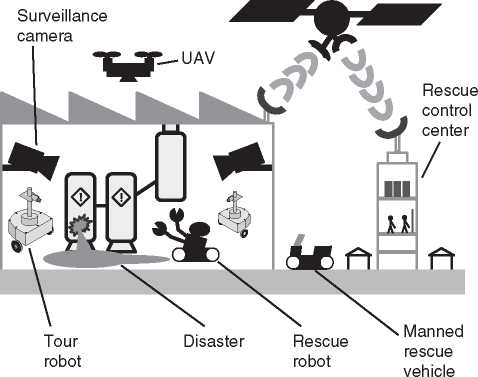 Surveillance
camera
UAV
Rescue
control
center
!
!
Tour
robot
Disaster
Rescue
robot
Manned
rescue
vehicle